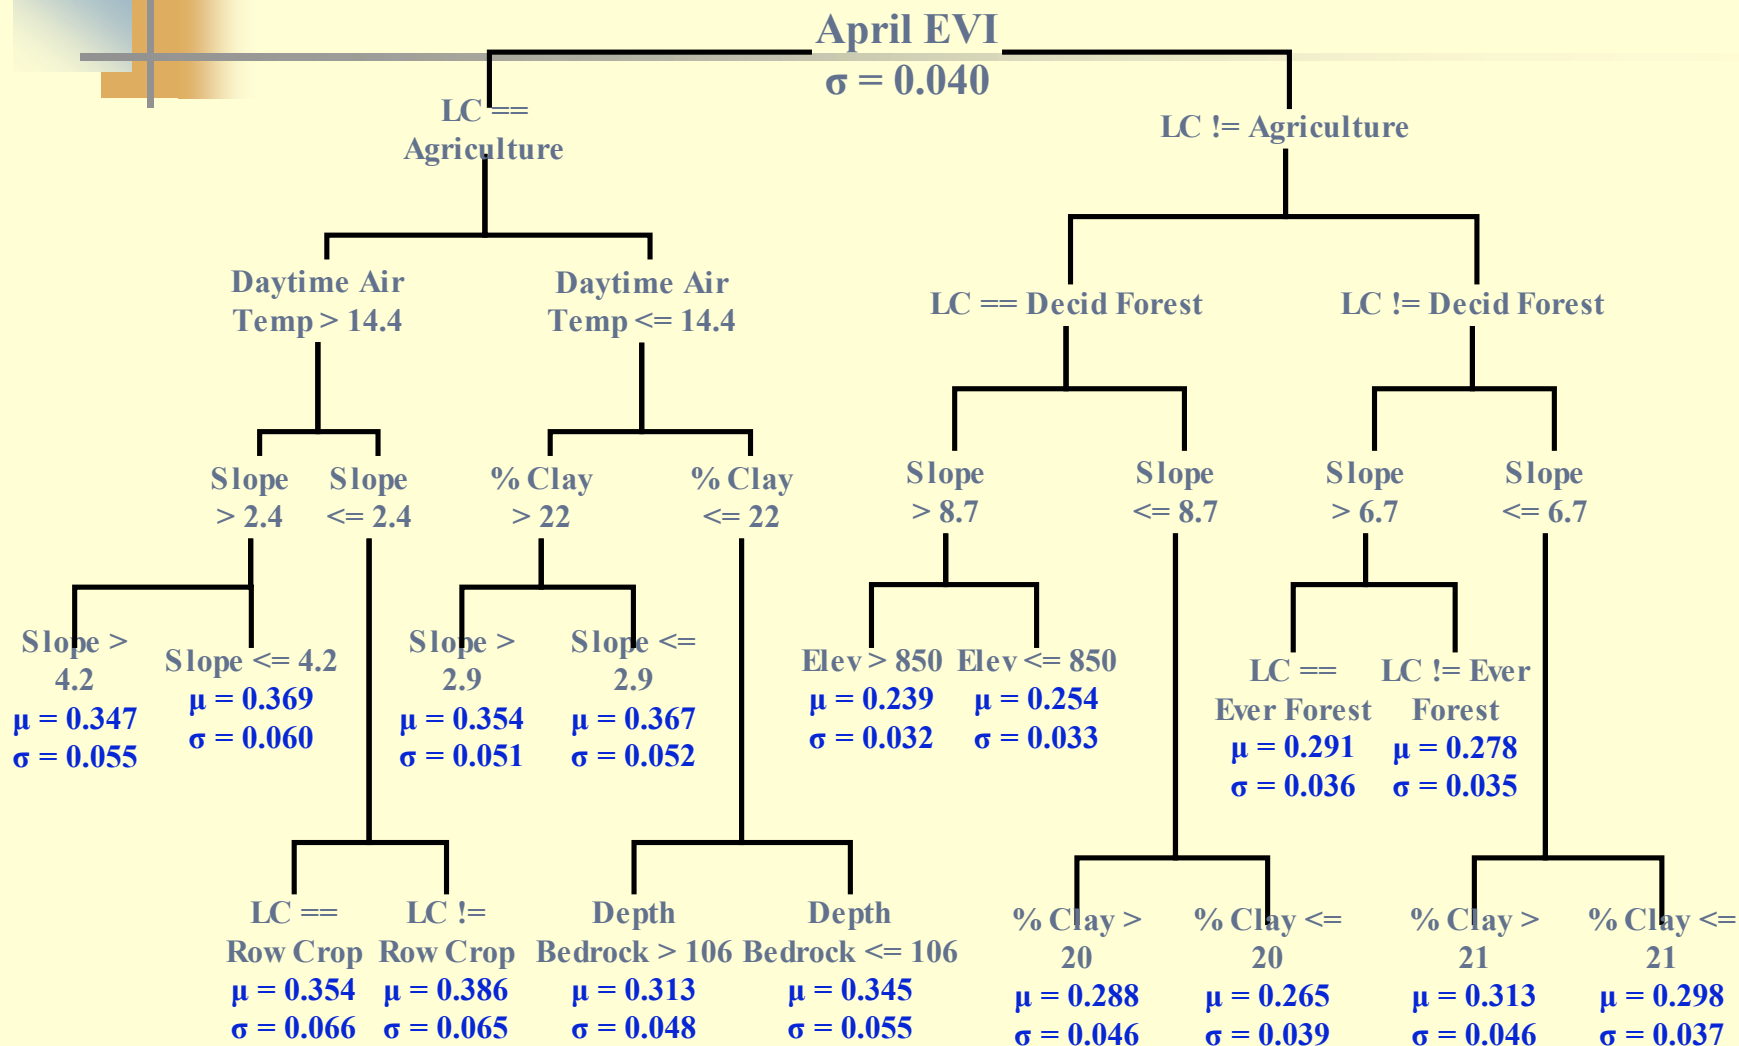 April EVI
σ = 0.040
LC ==
Agriculture
LC != Agriculture
Daytime Air
Temp > 14.4
Daytime Air
Temp <= 14.4
LC == Decid Forest
LC != Decid Forest
Slope
> 2.4
Slope
<= 2.4
% Clay
> 22
% Clay
<= 22
Slope
> 8.7
Slope
<= 8.7
Slope
> 6.7
Slope
<= 6.7
Slope >
4.2
μ = 0.347
σ = 0.055
Slope <= 4.2
μ = 0.369
σ = 0.060
Slope >
2.9
μ = 0.354
σ = 0.051
Slope <=
2.9
μ = 0.367
σ = 0.052
Elev > 850
μ = 0.239
σ = 0.032
Elev <= 850
μ = 0.254
σ = 0.033
LC ==
Ever Forest
μ = 0.291
σ = 0.036
LC != Ever
Forest
μ = 0.278
σ = 0.035
LC ==
Row Crop
μ = 0.354
σ = 0.066
LC !=
Row Crop
μ = 0.386
σ = 0.065
Depth
Bedrock > 106
μ = 0.313
σ = 0.048
Depth
Bedrock <= 106
μ = 0.345
σ = 0.055
% Clay >
20
μ = 0.288
σ = 0.046
% Clay <=
20
μ = 0.265
σ = 0.039
% Clay >
21
μ = 0.313
σ = 0.046
% Clay <=
21
μ = 0.298
σ = 0.037